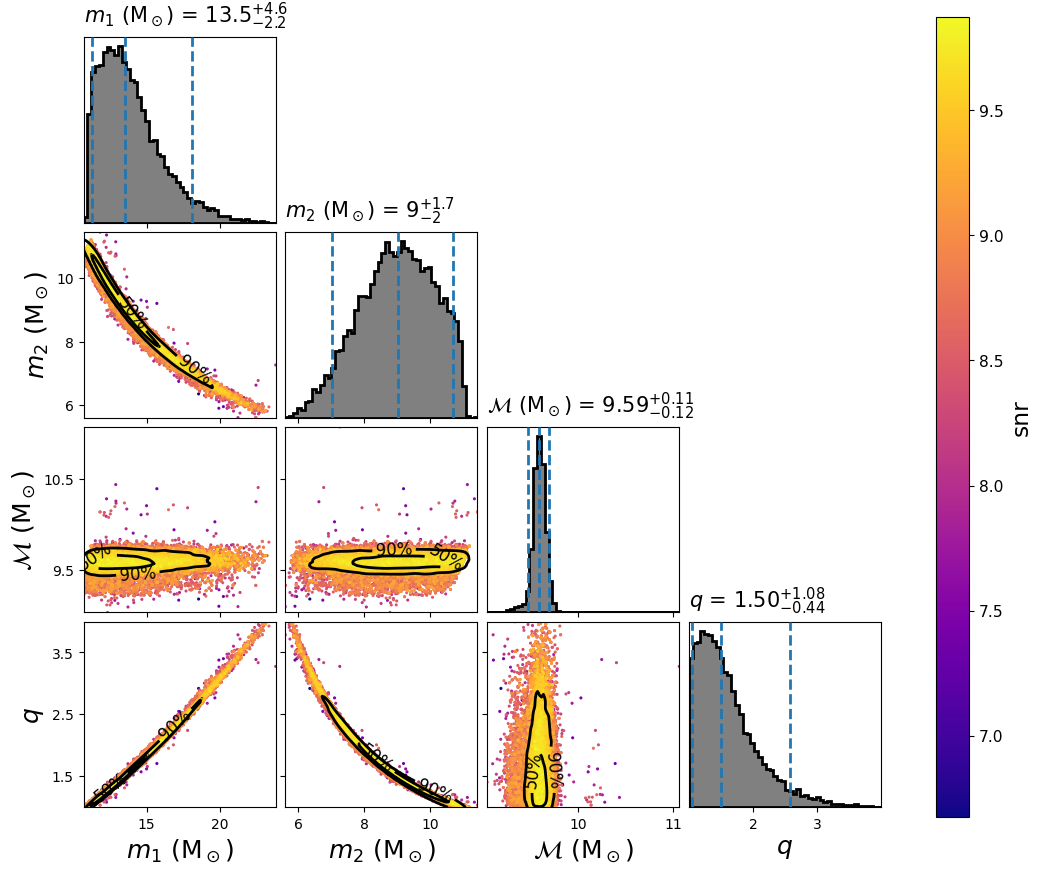 m₁ (M⊙) = 13.5⁺⁴·⁶₋₂.₂
m₂ (M⊙) = 9⁺¹·⁷₋₂
ℳ (M⊙) = 9.59⁺⁰·¹¹₋₀.₁₂
q = 1.50⁺¹·⁰⁸₋₀.₄₄
m₂ (M⊙)
10
8
6
50%
90%
ℳ (M⊙)
10.5
9.5
50%
90%
90%
50%
q
3.5
2.5
1.5
50%
90%
50%
90%
50%
90%
15
20
6
8
10
10
11
2
3
m₁ (M⊙)
m₂ (M⊙)
ℳ (M⊙)
q
9.5
9.0
8.5
8.0
7.5
7.0
snr